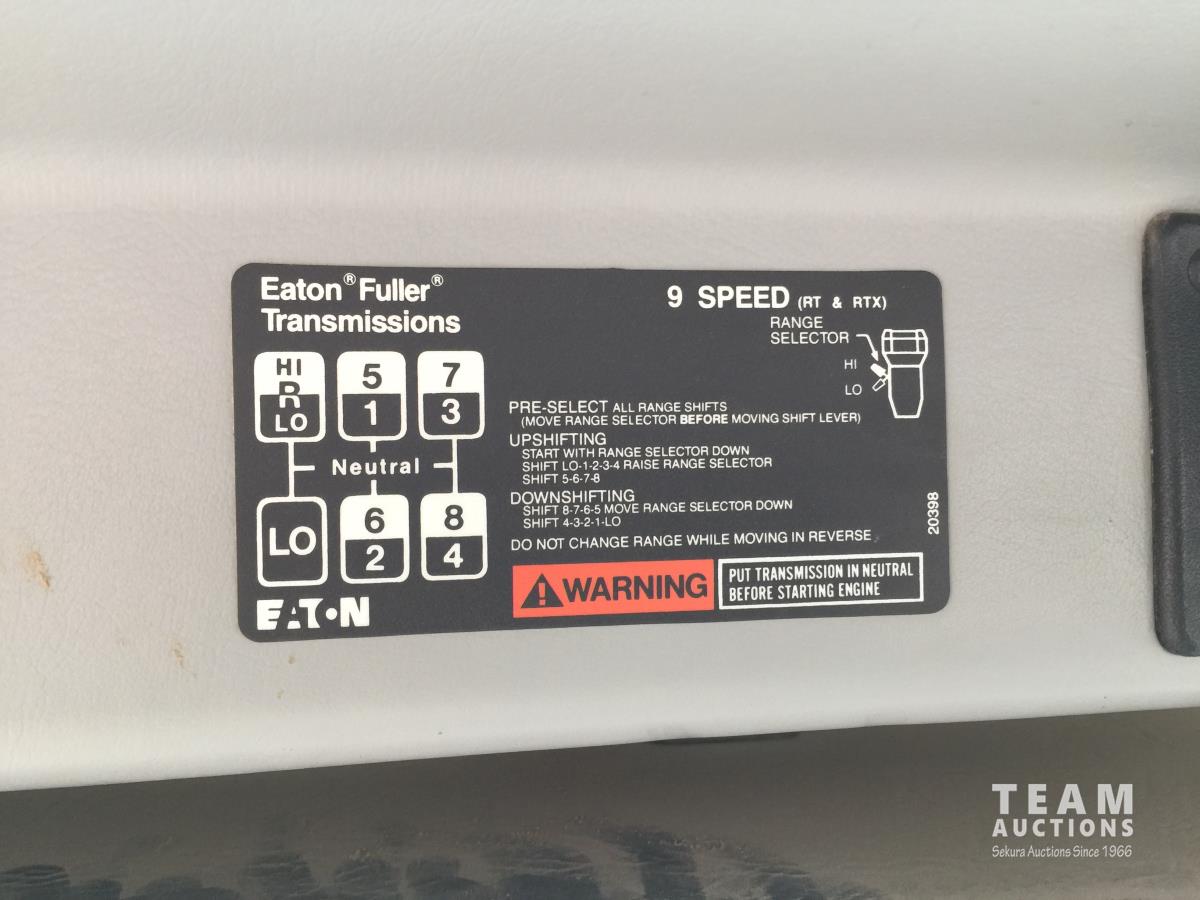 Eaton® Fuller®
Transmissions
9 SPEED (RT & RTX)
RANGE
SELECTOR
HI
LO
HI
R
LO
5
1
7
3
Neutral
LO
6
2
8
4
EATON
PRE-SELECT ALL RANGE SHIFTS
(MOVE RANGE SELECTOR BEFORE MOVING SHIFT LEVER)
UPSHIFTING
START WITH RANGE SELECTOR DOWN
SHIFT LO-1-2-3-4 RAISE RANGE SELECTOR
SHIFT 5-6-7-8
DOWNSHIFTING
SHIFT 8-7-6-5 MOVE RANGE SELECTOR DOWN
SHIFT 4-3-2-1-LO
DO NOT CHANGE RANGE WHILE MOVING IN REVERSE
20398
WARNING
PUT TRANSMISSION IN NEUTRAL
BEFORE STARTING ENGINE
TEAM
AUCTIONS
Sekura Auctions Since 1966